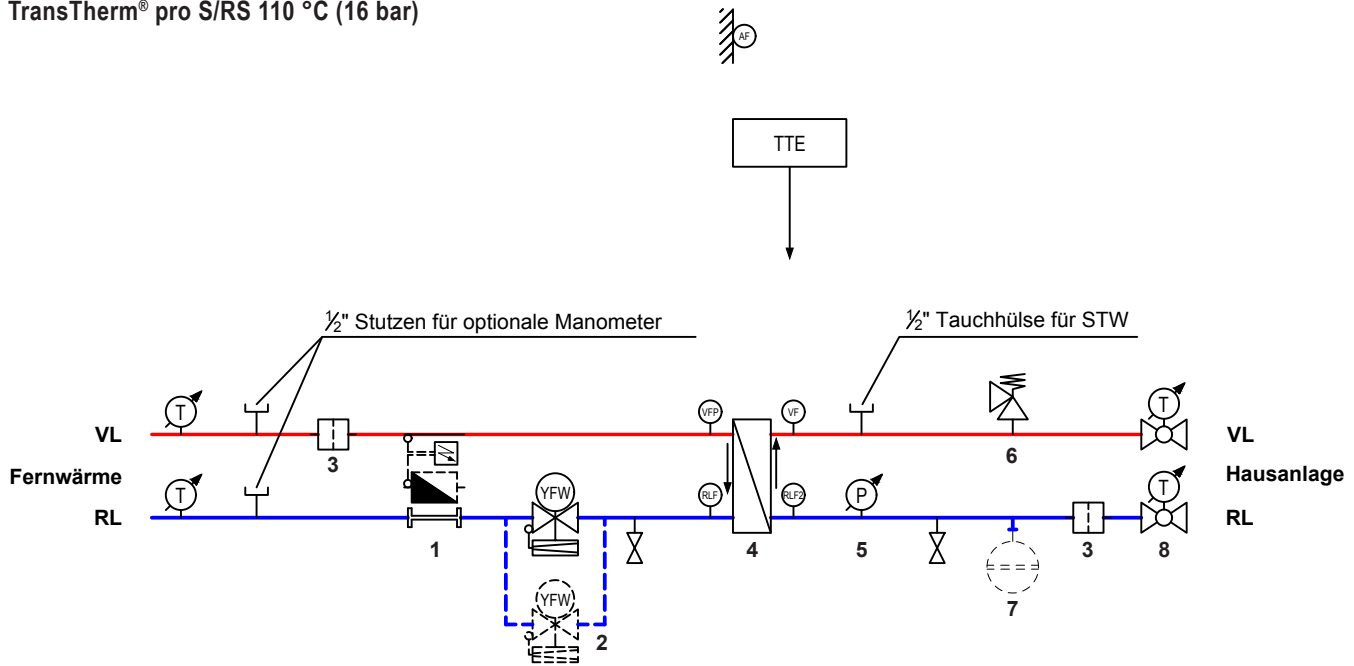 TransTherm® pro S/RS 110 °C (16 bar)
AF
TTE
½" Stutzen für optionale Manometer
½" Tauchhülse für STW
T
VFP
VF
T
VL
3
6
VL
Fernwärme
Hausanlage
T
YFW
RLF
RLF2
P
T
RL
RL
1
4
5
3
8
YFW
2
7